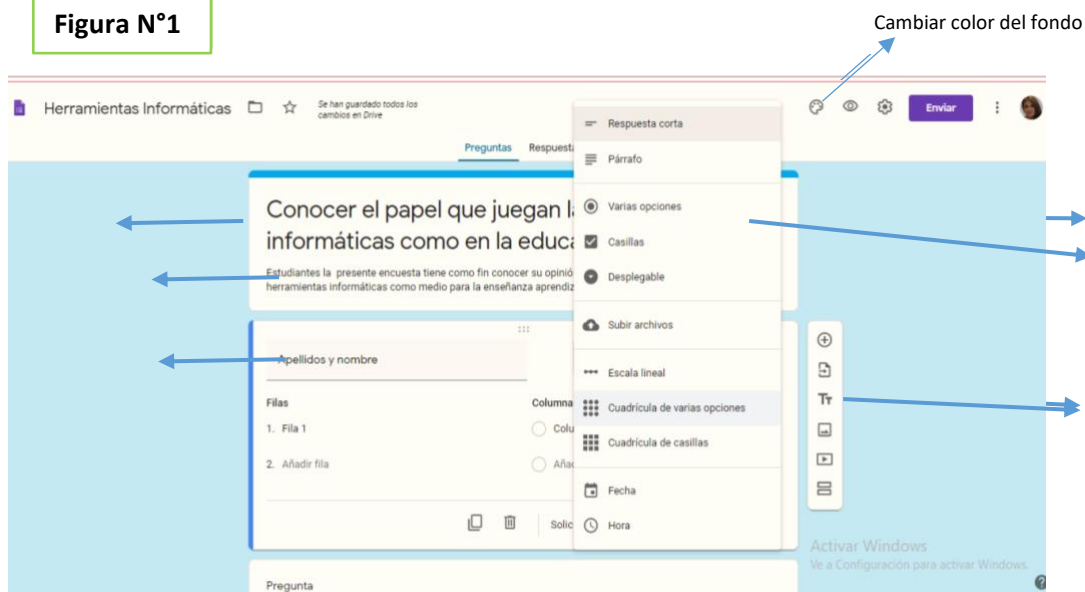 Figura N°1
Cambiar color del fondo
Herramientas Informáticas
Se han guardado todos los
cambios en Drive
Enviar
Preguntas Respuest
Conocer el papel que juegan l
informáticas como en la educa
Estudiantes la presente encuesta tiene como fin conocer su opinió
herramientas informáticas como medio para la enseñanza aprendiz
Apellidos y nombre
Filas Columna
1. Fila 1 Colu
2. Añadir fila Aña
Solic
Pregunta
Respuesta corta
Párrafo
Varias opciones
Casillas
Desplegable
Subir archivos
Escala lineal
Cuadrícula de varias opciones
Cuadrícula de casillas
Fecha
Hora
Tт
Activar Windows
Ve a Configuración para activar Windows.